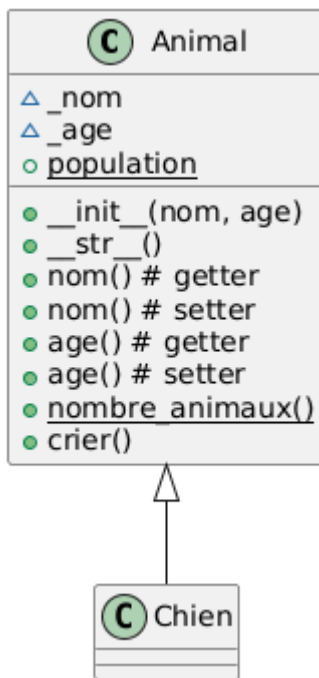 C Animal
_nom
_age
population
__init__(nom, age)
__str__()
nom() # getter
nom() # setter
age() # getter
age() # setter
nombre_animaux()
crier()
C Chien